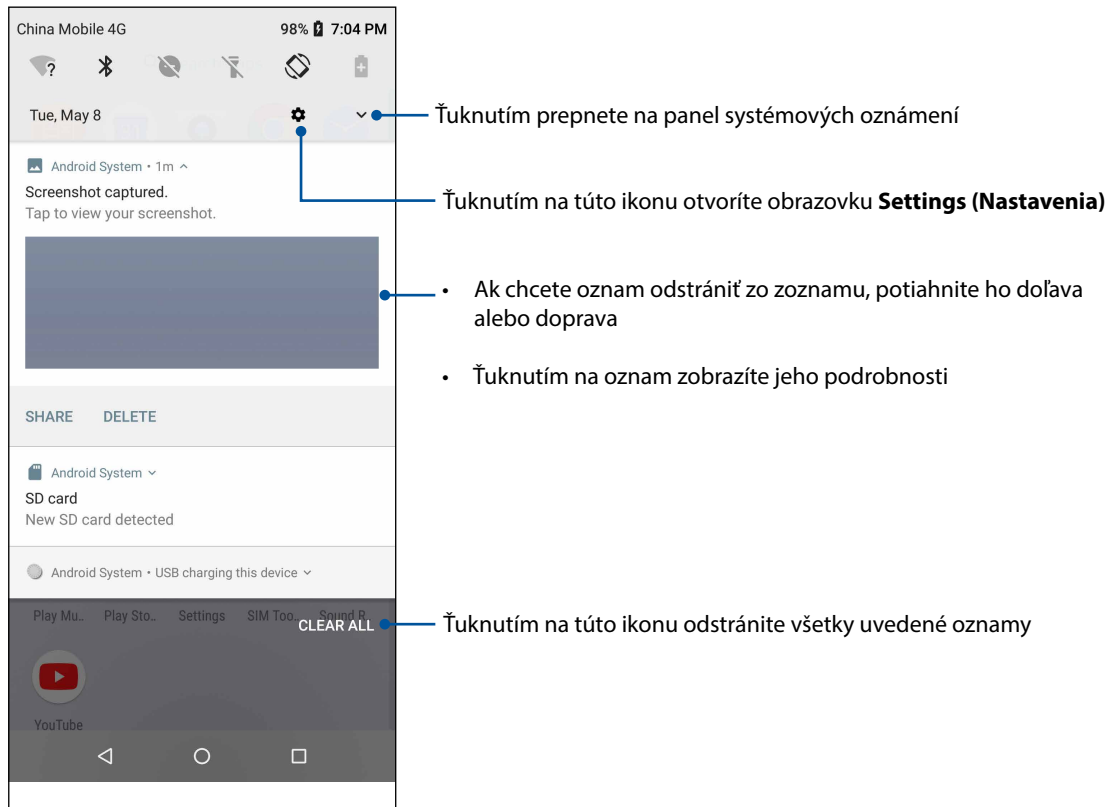 China Mobile 4G 98% 7:04 PM
Tue, May 8
Ťuknutím prepnete na panel systémových oznámení
Android System • 1m
Screenshot captured.
Tap to view your screenshot.
Ťuknutím na túto ikonu otvoríte obrazovku Settings (Nastavenia)
• Ak chcete oznam odstrániť zo zoznamu, potiahnite ho doľava
alebo doprava
• Ťuknutím na oznam zobrazíte jeho podrobnosti
SHARE DELETE
Android System
SD card
New SD card detected
Android System • USB charging this device
Play Mu.. Play Sto.. Settings SIM Too.. Sound R..
CLEAR ALL
Ťuknutím na túto ikonu odstránite všetky uvedené oznamy
YouTube